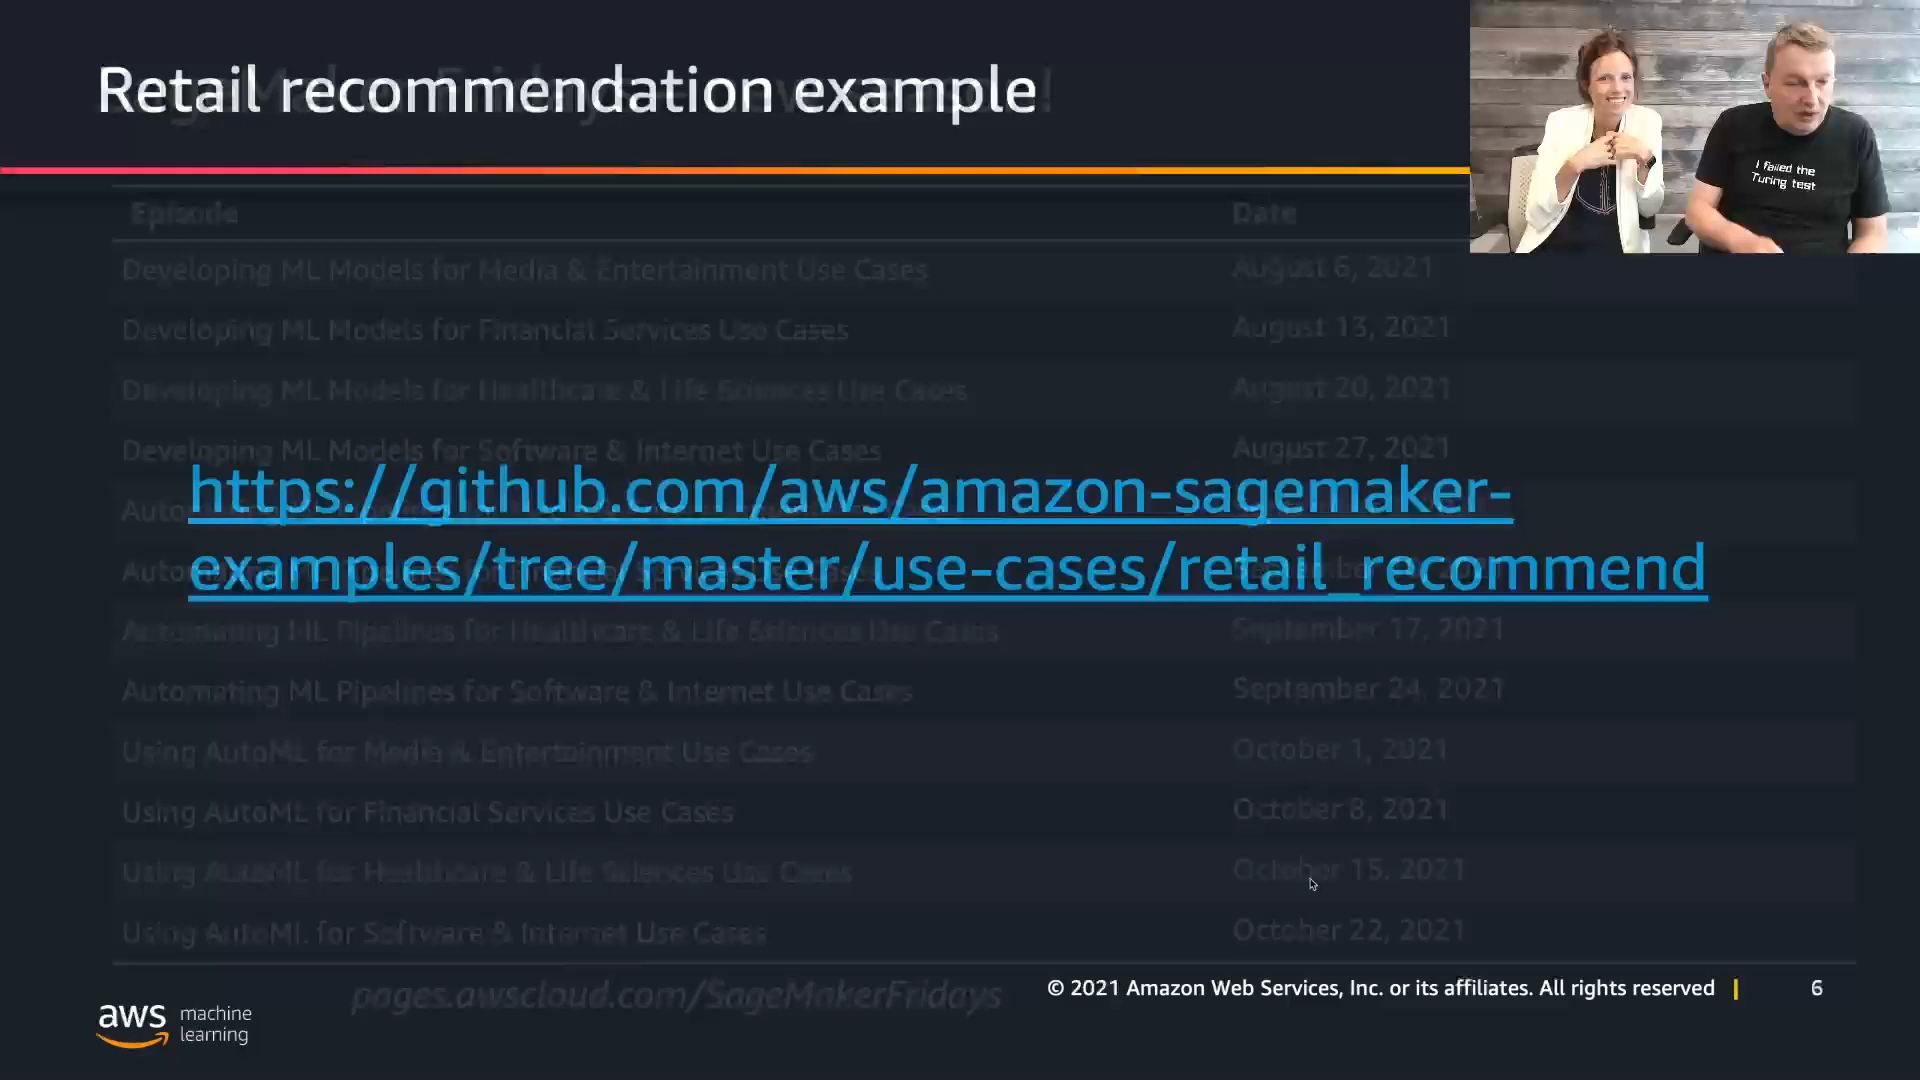 Retail recommendation example
I failed the
Turing test
Episode Date
Developing ML Models for Media & Entertainment Use Cases August 6, 2021
Developing ML Models for Financial Services Use Cases August 13, 2021
Developing ML Models for Healthcare & Life Sciences Use Cases August 20, 2021
Developing ML Models for Software & Internet Use Cases August 27, 2021
https://github.com/aws/amazon-sagemaker-
examples/tree/master/use-cases/retail_recommend
Automating ML Pipelines for Healthcare & Life Sciences Use Cases September 17, 2021
Automating ML Pipelines for Software & Internet Use Cases September 24, 2021
Using AutoML for Media & Entertainment Use Cases October 1, 2021
Using AutoML for Financial Services Use Cases October 8, 2021
Using AutoML for Healthcare & Life Sciences Use Cases October 15, 2021
Using AutoML for Software & Internet Use Cases October 22, 2021
pages.awscloud.com/SageMakerFridays
© 2021 Amazon Web Services, Inc. or its affiliates. All rights reserved 6
aws machine
learning